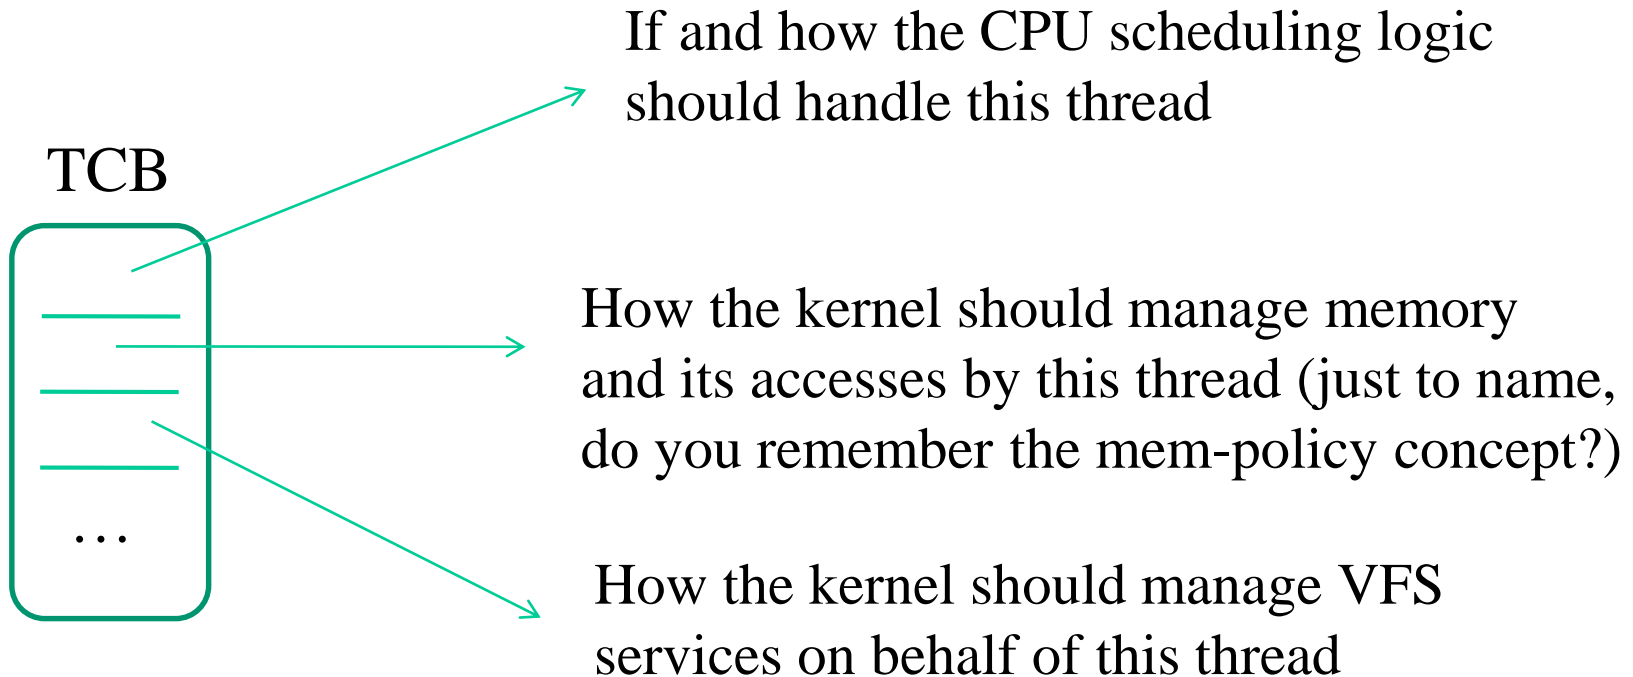 If and how the CPU scheduling logic
should handle this thread
TCB
How the kernel should manage memory
and its accesses by this thread (just to name,
do you remember the mem-policy concept?)
…
How the kernel should manage VFS
services on behalf of this thread